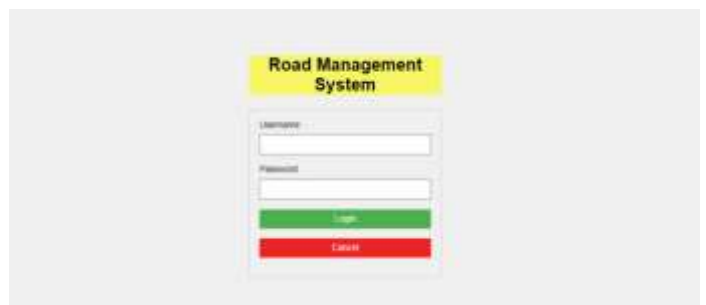 Road Management
System
Username
Password
Login
Cancel